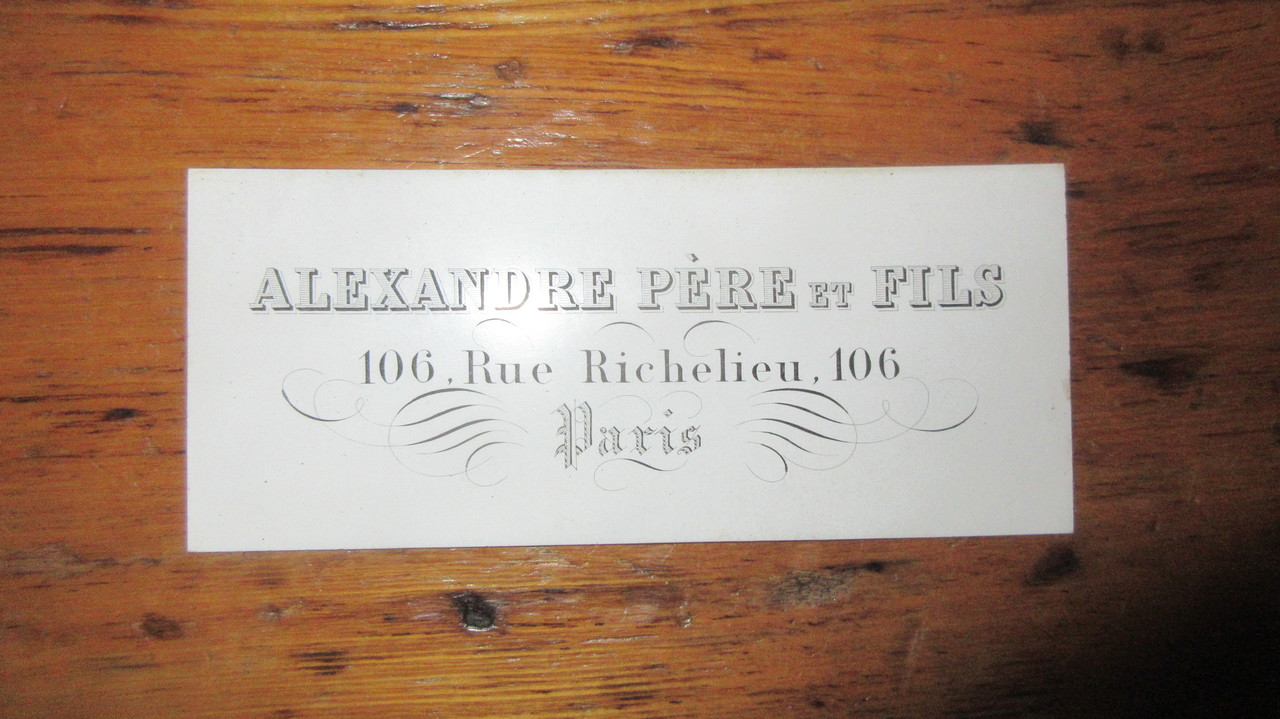 ALEXANDRE PÈRE ET FILS
106, Rue Richelieu, 106
Paris